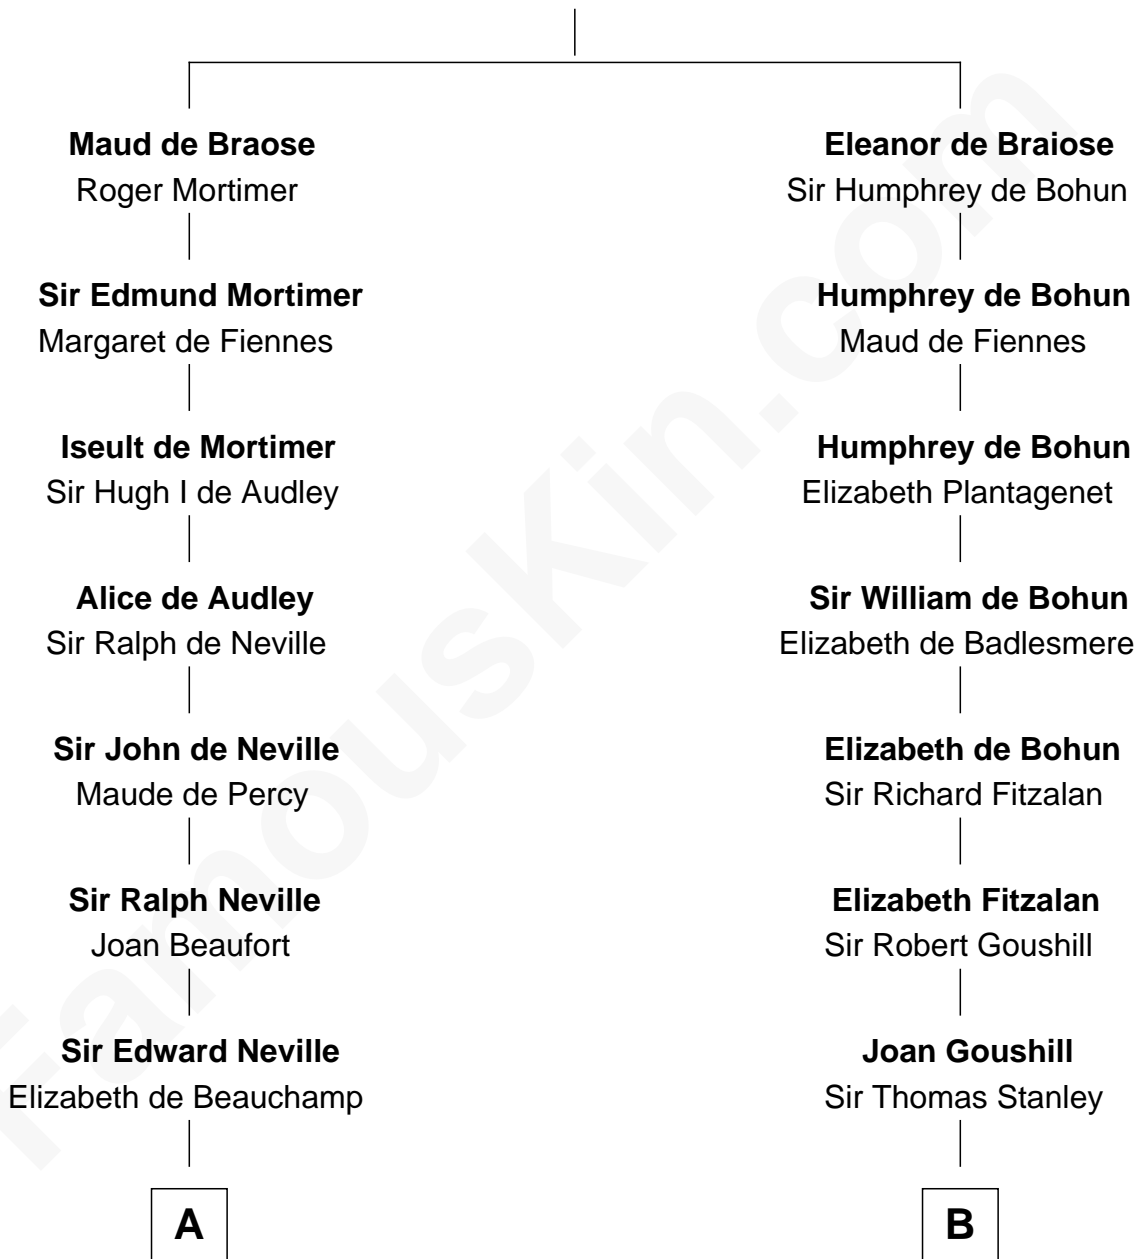 Maud de Braose
Roger Mortimer
Sir Edmund Mortimer
Margaret de Fiennes
Iseult de Mortimer
Sir Hugh I de Audley
Alice de Audley
Sir Ralph de Neville
Sir John de Neville
Maude de Percy
Sir Ralph Neville
Joan Beaufort
Sir Edward Neville
Elizabeth de Beauchamp
A
Eleanor de Braiose
Sir Humphrey de Bohun
Humphrey de Bohun
Maud de Fiennes
Humphrey de Bohun
Elizabeth Plantagenet
Sir William de Bohun
Elizabeth de Badlesmere
Elizabeth de Bohun
Sir Richard Fitzalan
Elizabeth Fitzalan
Sir Robert Goushill
Joan Goushill
Sir Thomas Stanley
B
FamousKin.com